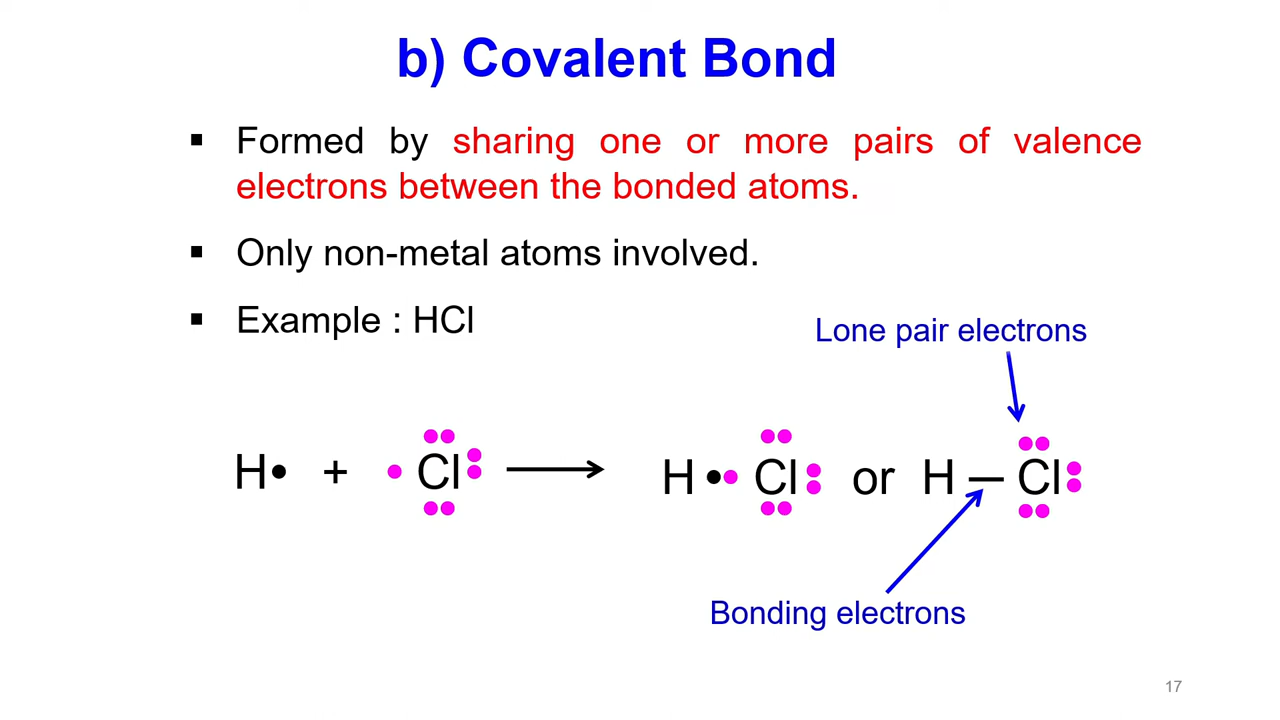 b) Covalent Bond
▪ Formed by sharing one or more pairs of valence
electrons between the bonded atoms.
▪ Only non-metal atoms involved.
▪ Example : HCl
Lone pair electrons
H• + Cl H Cl or H – Cl
Bonding electrons
17